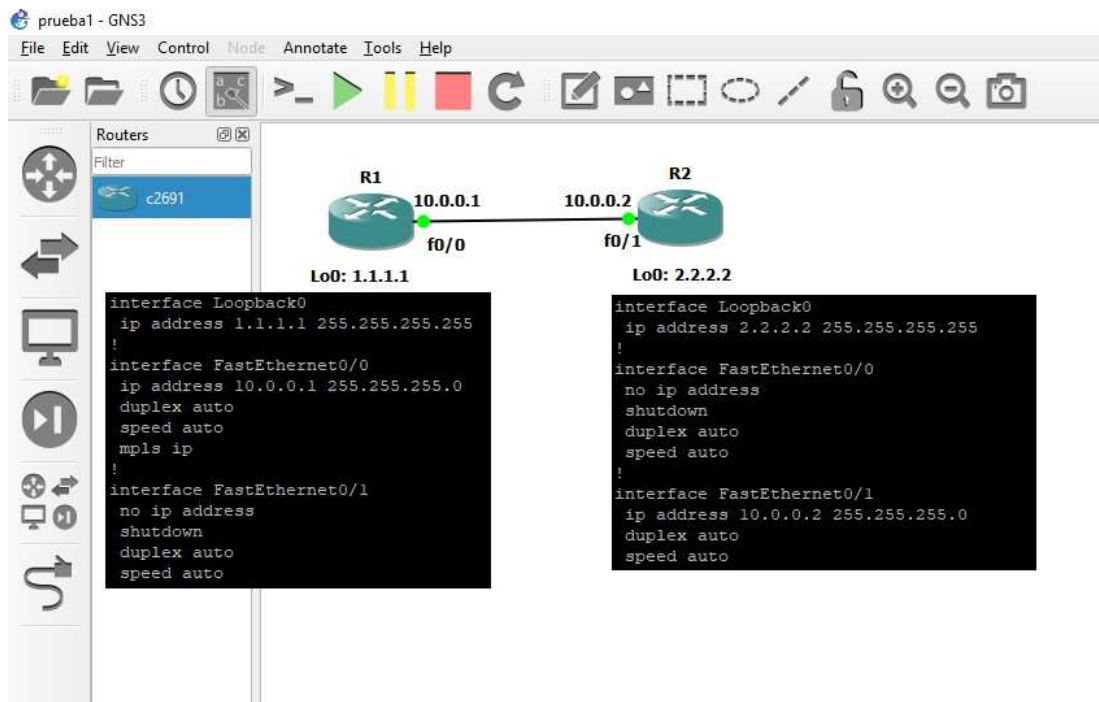 prueba1 - GNS3
File Edit View Control Node Annotate Tools Help
Routers
Filter
c2691
R1
R2
10.0.0.1
10.0.0.2
f0/0
f0/1
Lo0: 1.1.1.1
Lo0: 2.2.2.2
interface Loopback0
ip address 1.1.1.1 255.255.255.255
!
interface FastEthernet0/0
ip address 10.0.0.1 255.255.255.0
duplex auto
speed auto
mpls ip
!
interface FastEthernet0/1
no ip address
shutdown
duplex auto
speed auto
interface Loopback0
ip address 2.2.2.2 255.255.255.255
!
interface FastEthernet0/0
no ip address
shutdown
duplex auto
speed auto
!
interface FastEthernet0/1
ip address 10.0.0.2 255.255.255.0
duplex auto
speed auto